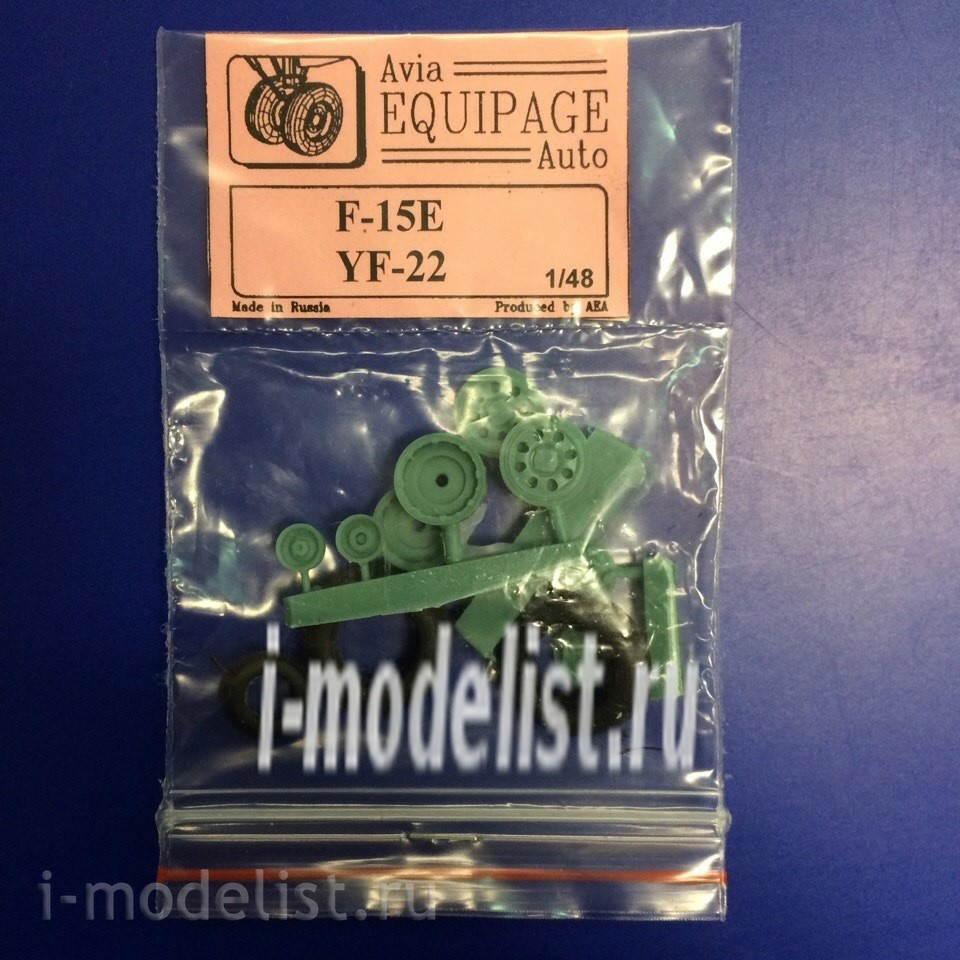 Avia
EQUIPAGE
Auto
F-15E
YF-22
1/48
Made in Russia
Produced by AEA
i-modelist.ru
i-modelist.ru